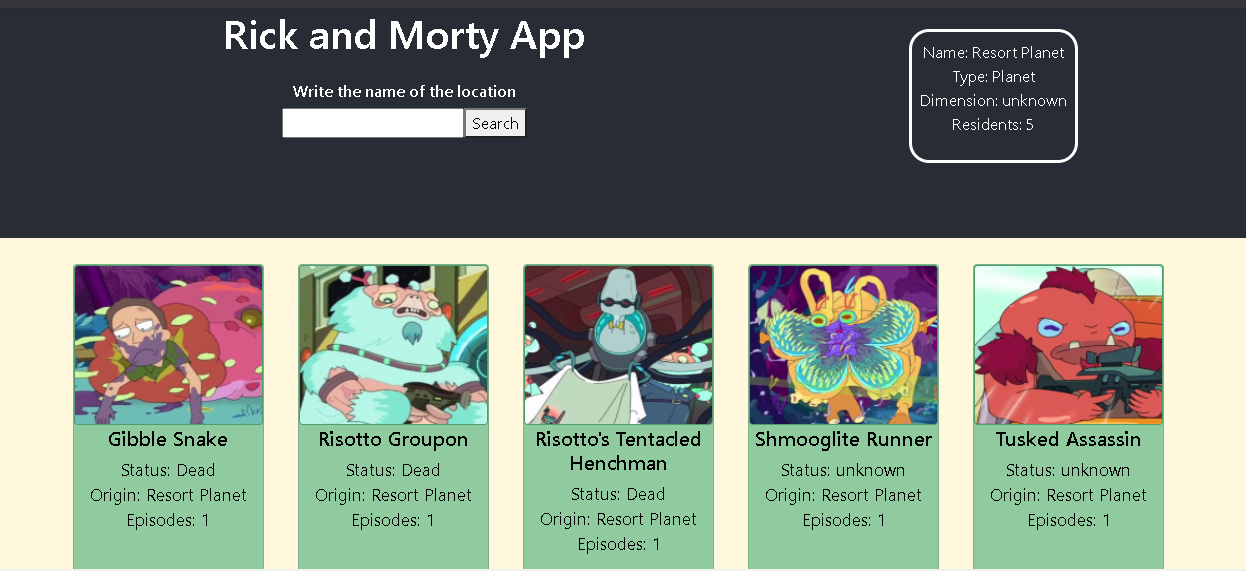 Rick and Morty App
Write the name of the location
Search
Name: Resort Planet
Type: Planet
Dimension: unknown
Residents: 5
Gibble Snake
Status: Dead
Origin: Resort Planet
Episodes: 1
Risotto Groupon
Status: Dead
Origin: Resort Planet
Episodes: 1
Risotto's Tentacled
Henchman
Status: Dead
Origin: Resort Planet
Episodes: 1
Shmooglite Runner
Status: unknown
Origin: Resort Planet
Episodes: 1
Tusked Assassin
Status: unknown
Origin: Resort Planet
Episodes: 1